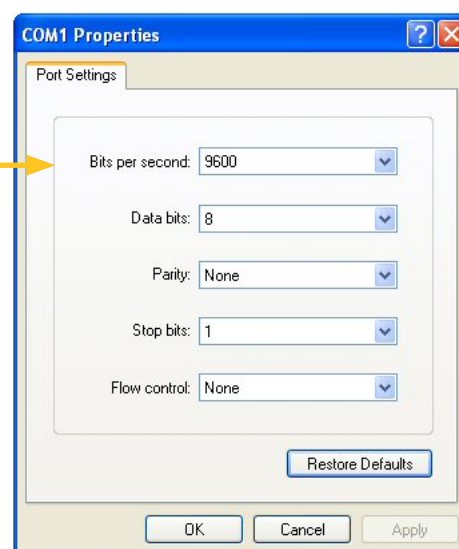 COM1 Properties
Port Settings
Bits per second: 9600
Data bits: 8
Parity: None
Stop bits: 1
Flow control: None
Restore Defaults
OK Cancel Apply